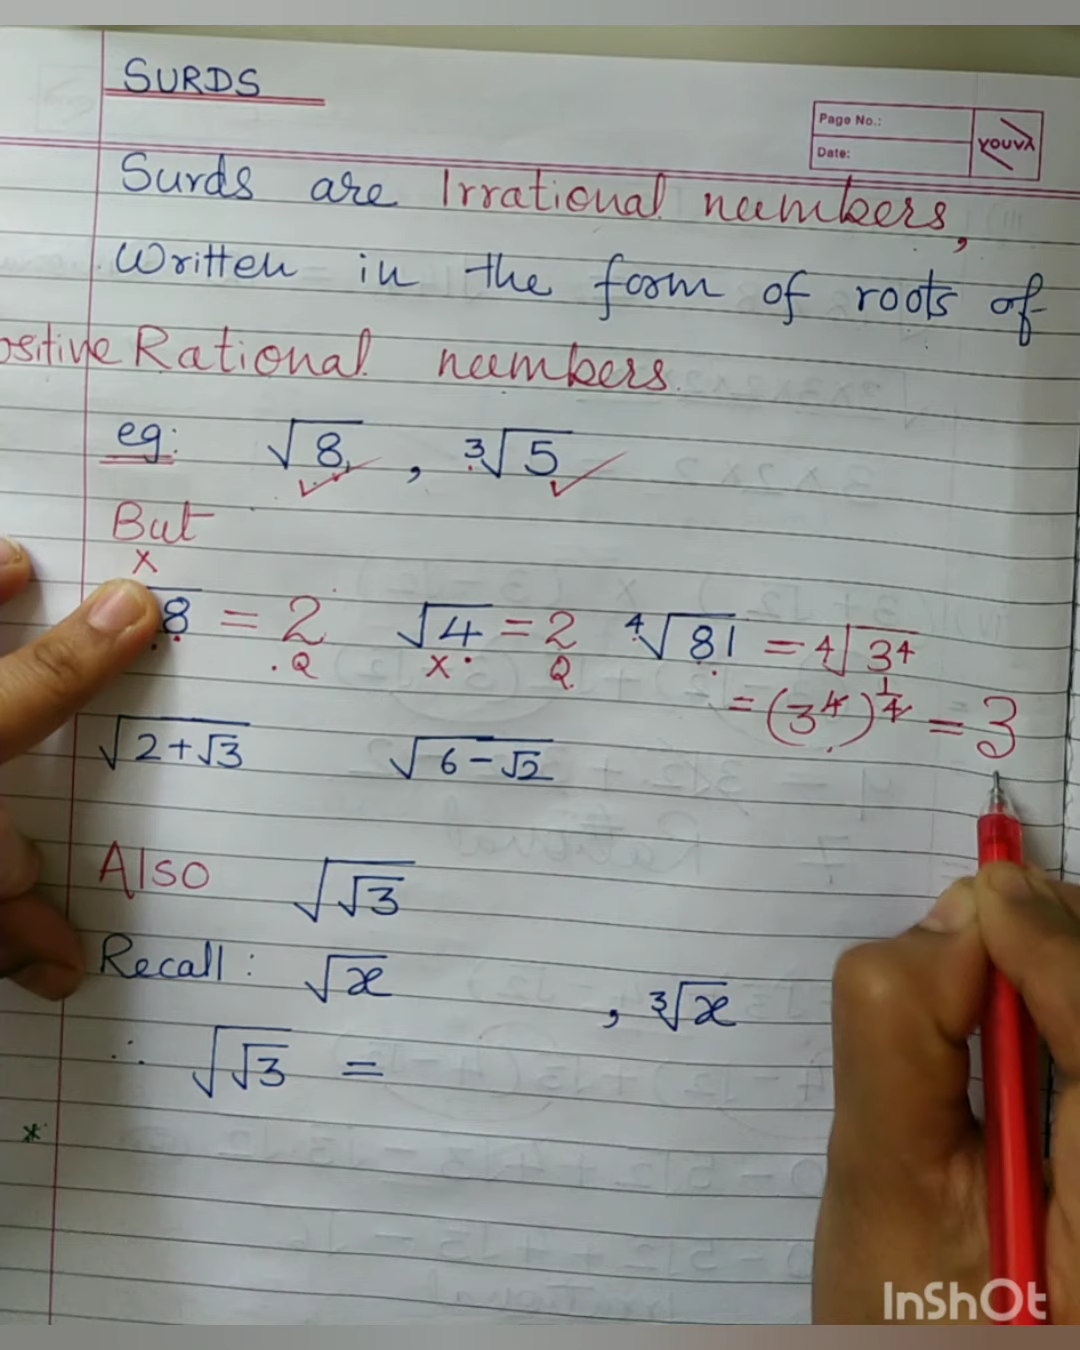 SURDS
Page No.:
Date:
YOUVA
Surds are Irrational numbers,
Written in the form of roots of
ositive Rational numbers.
eg: √8, ✓, ³√5 ✓
But
x
8 = 2 √4 = 2 ⁴√81 = ⁴√3⁴
.Q x Q
= (3⁴)^(1/4) = 3
√(2+√3) √(6-√2)
Also √√3
Recall: √x , ³√x
∴ √√3 =
*
InShOt